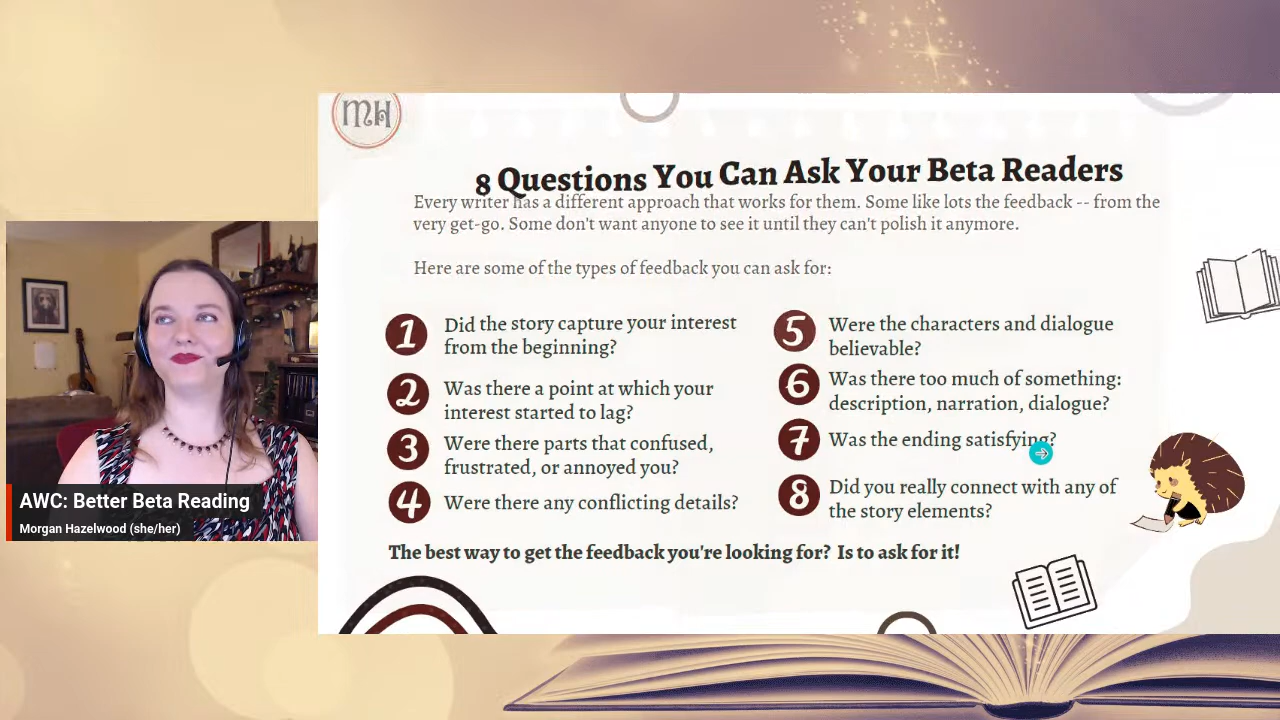 MH
8 Questions You Can Ask Your Beta Readers
Every writer has a different approach that works for them. Some like lots the feedback -- from the
very get-go. Some don't want anyone to see it until they can't polish it anymore.
Here are some of the types of feedback you can ask for:
1 Did the story capture your interest
from the beginning?
2 Was there a point at which your
interest started to lag?
3 Were there parts that confused,
frustrated, or annoyed you?
4 Were there any conflicting details?
5 Were the characters and dialogue
believable?
6 Was there too much of something:
description, narration, dialogue?
7 Was the ending satisfying?
8 Did you really connect with any of
the story elements?
The best way to get the feedback you're looking for? Is to ask for it!
AWC: Better Beta Reading
Morgan Hazelwood (she/her)